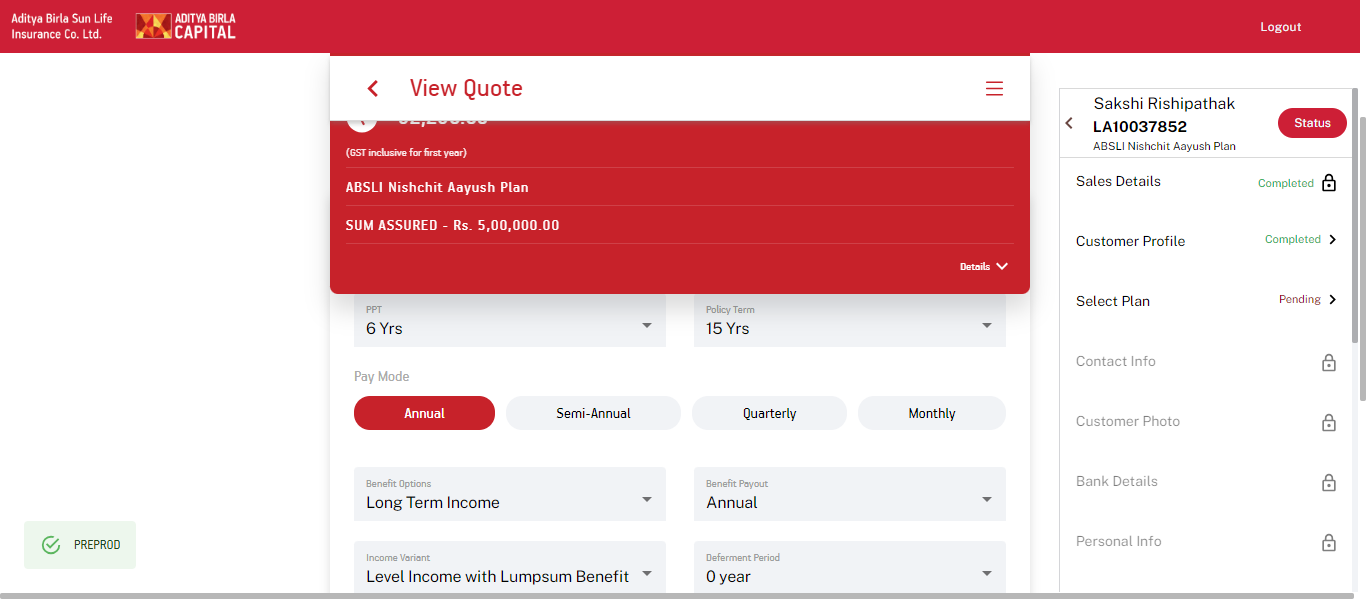 Aditya Birla Sun Life
Insurance Co. Ltd.
ADITYA BIRLA
CAPITAL
Logout
View Quote
(GST inclusive for first year)
ABSLI Nishchit Aayush Plan
SUM ASSURED - Rs. 5,00,000.00
Details
PPT
6 Yrs
Policy Term
15 Yrs
Pay Mode
Annual
Semi-Annual
Quarterly
Monthly
Benefit Options
Long Term Income
Benefit Payout
Annual
Income Variant
Level Income with Lumpsum Benefit
Deferment Period
0 year
PREPROD
Sakshi Rishipathak
LA10037852
ABSLI Nishchit Aayush Plan
Status
Sales Details
Completed
Customer Profile
Completed
Select Plan
Pending
Contact Info
Customer Photo
Bank Details
Personal Info